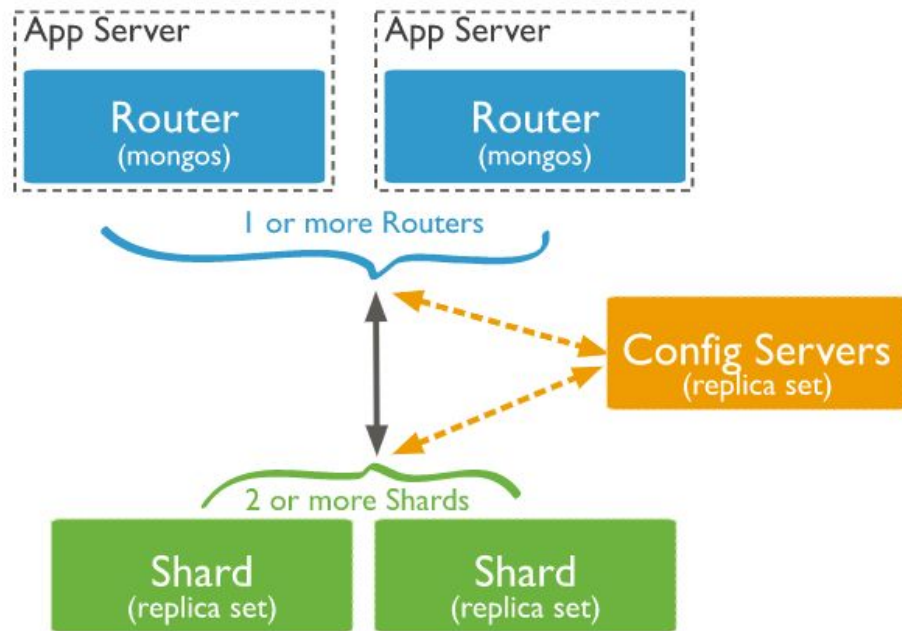 App Server
Router
(mongos)
App Server
Router
(mongos)
1 or more Routers
Config Servers
(replica set)
2 or more Shards
Shard
(replica set)
Shard
(replica set)